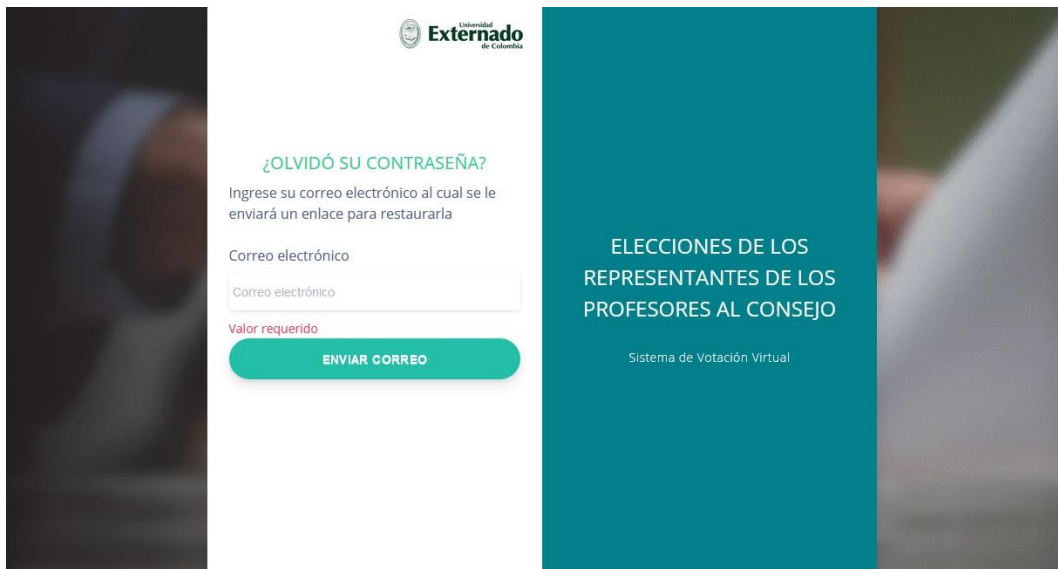 Universidad
Externado
de Colombia
¿OLVIDÓ SU CONTRASEÑA?
Ingrese su correo electrónico al cual se le
enviará un enlace para restaurarla
Correo electrónico
Correo electrónico
Valor requerido
ENVIAR CORREO
ELECCIONES DE LOS
REPRESENTANTES DE LOS
PROFESORES AL CONSEJO
Sistema de Votación Virtual